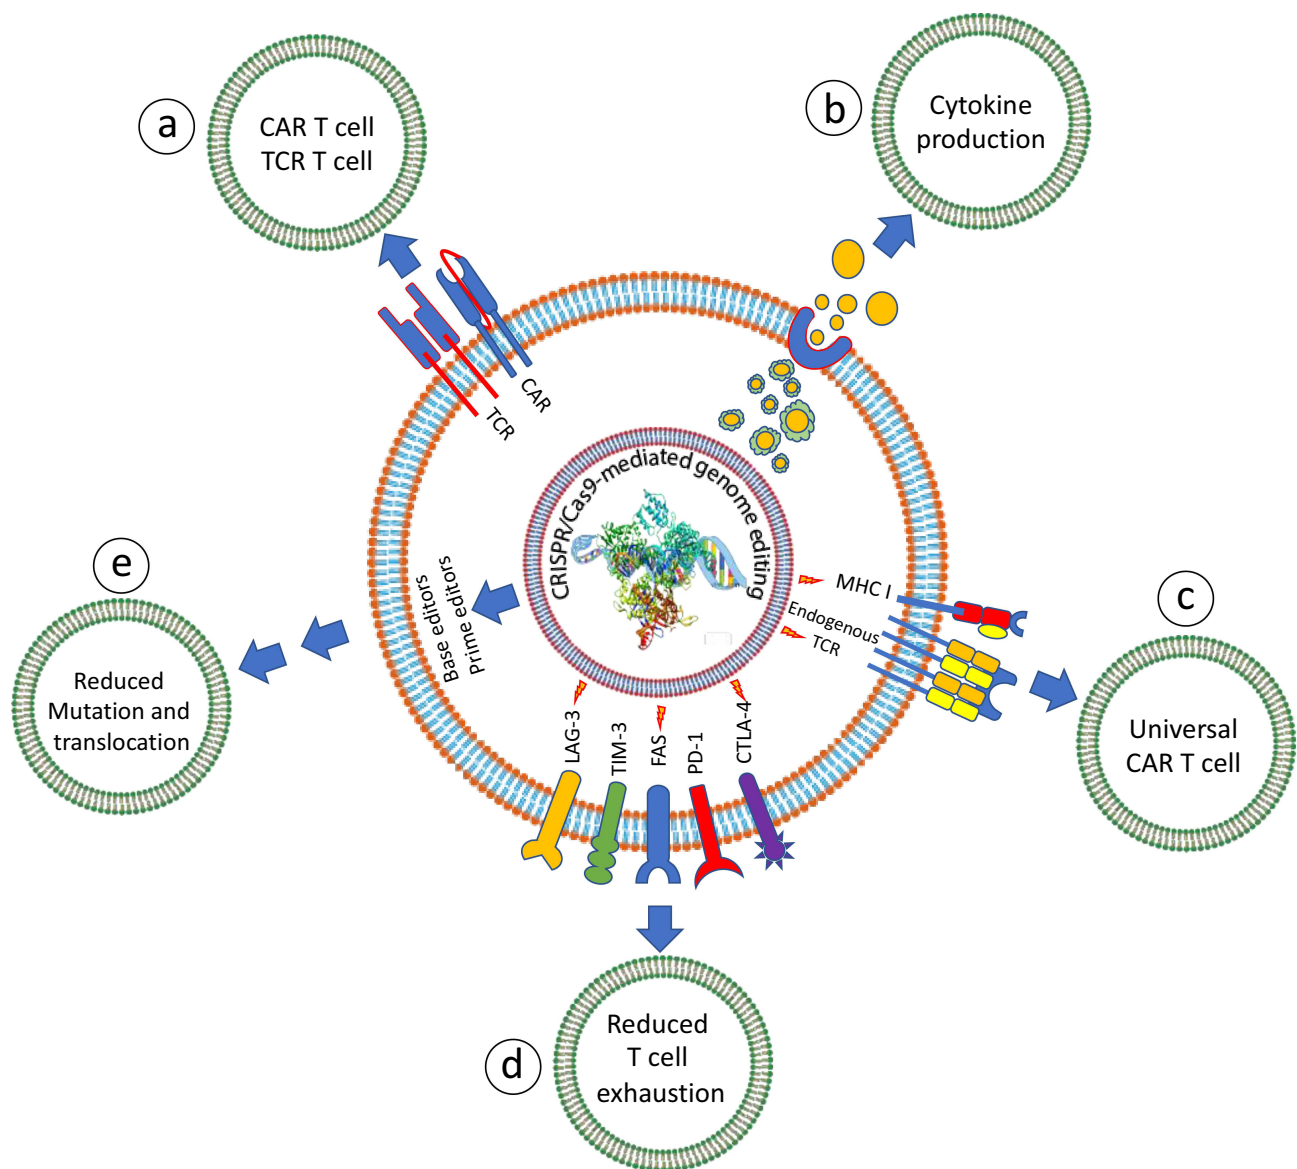 a
CAR T cell
TCR T cell
b
Cytokine
production
CAR
TCR
CRISPR/Cas9-mediated genome editing
MHC I
Endogenous
TCR
c
Universal
CAR T cell
e
Reduced
Mutation and
translocation
Base editors
Prime editors
LAG-3
TIM-3
FAS
PD-1
CTLA-4
d
Reduced
T cell
exhaustion